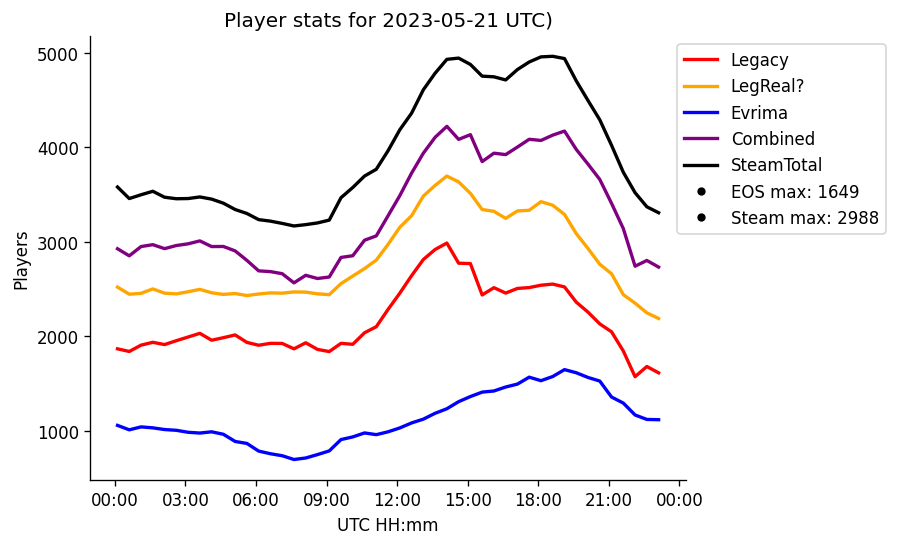 Player stats for 2023-05-21 UTC)
Players
5000
4000
3000
2000
1000
00:00 03:00 06:00 09:00 12:00 15:00 18:00 21:00 00:00
UTC HH:mm
Legacy
LegReal?
Evrima
Combined
SteamTotal
EOS max: 1649
Steam max: 2988